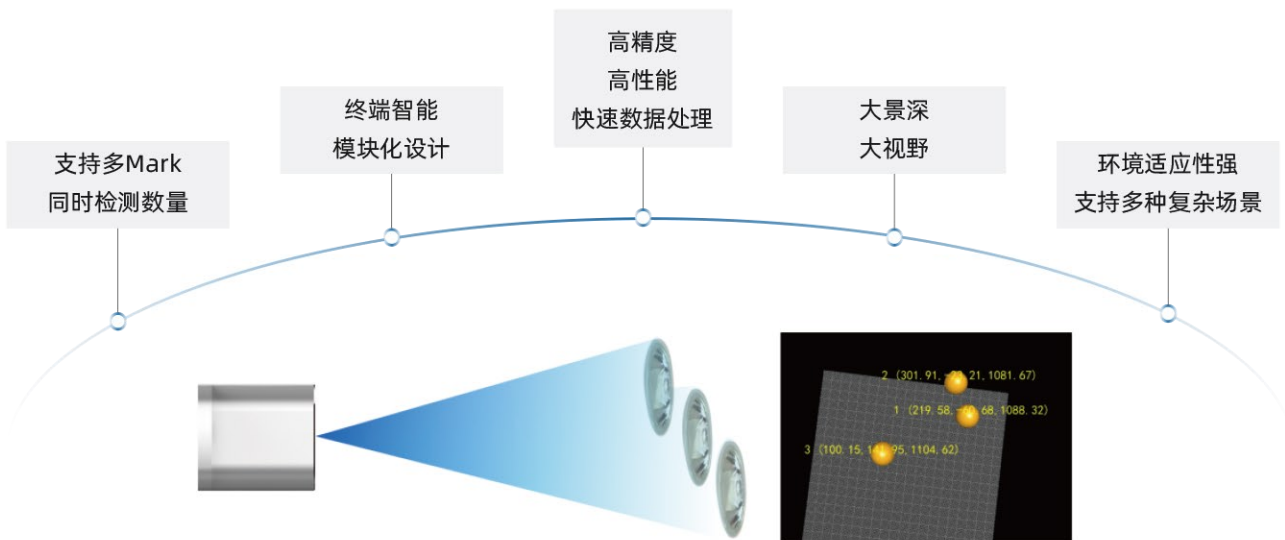 支持多Mark
同时检测数量
终端智能
模块化设计
高精度
高性能
快速数据处理
大景深
大视野
环境适应性强
支持多种复杂场景
2 (301.91, 21, 1081.67)
1 (219.58, 68, 1088.32)
3 (100.15, 95, 1104.62)